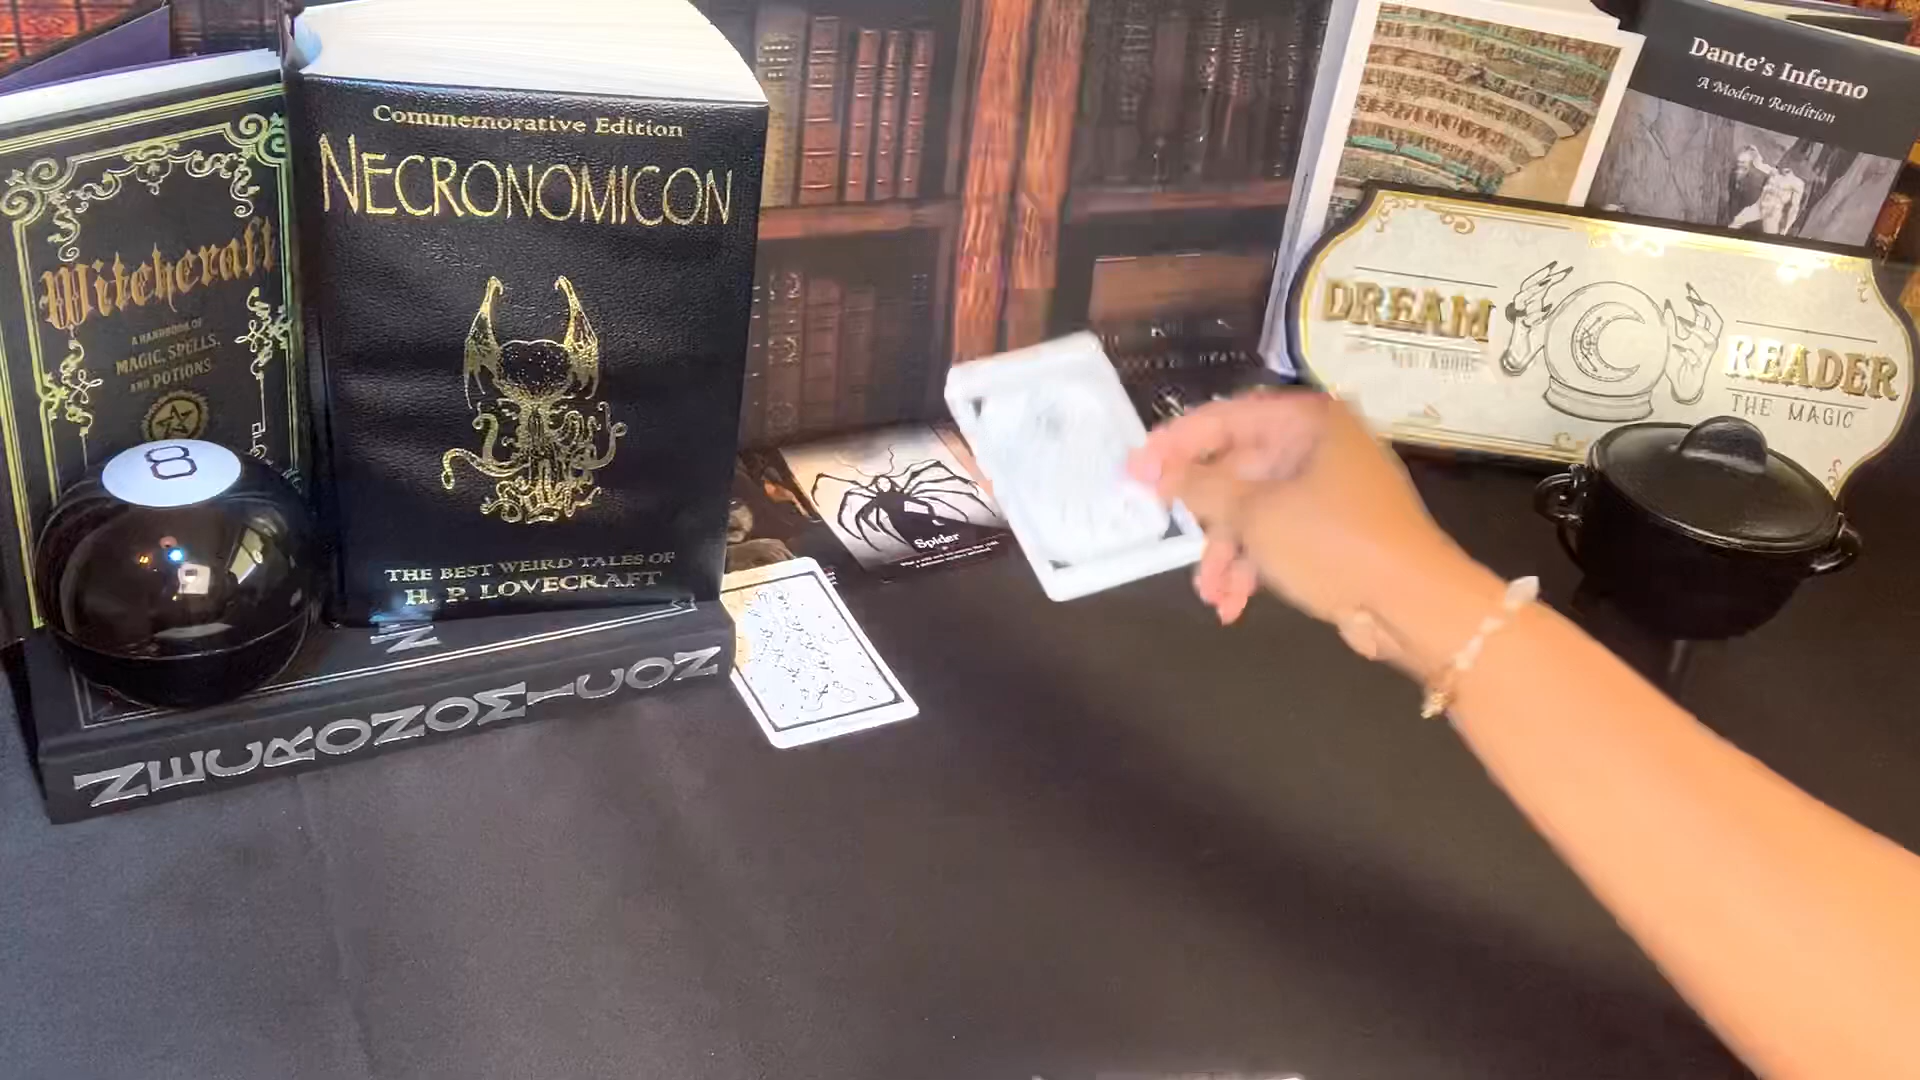 Witchcraft
A HANDBOOK OF
MAGIC, SPELLS,
AND POTIONS
8
Commemorative Edition
NECRONOMICON
THE BEST WEIRD TALES OF
H. P. LOVECRAFT
NECRONOMICON
Spider
Dante's Inferno
A Modern Rendition
DREAM
READER
THE MAGIC